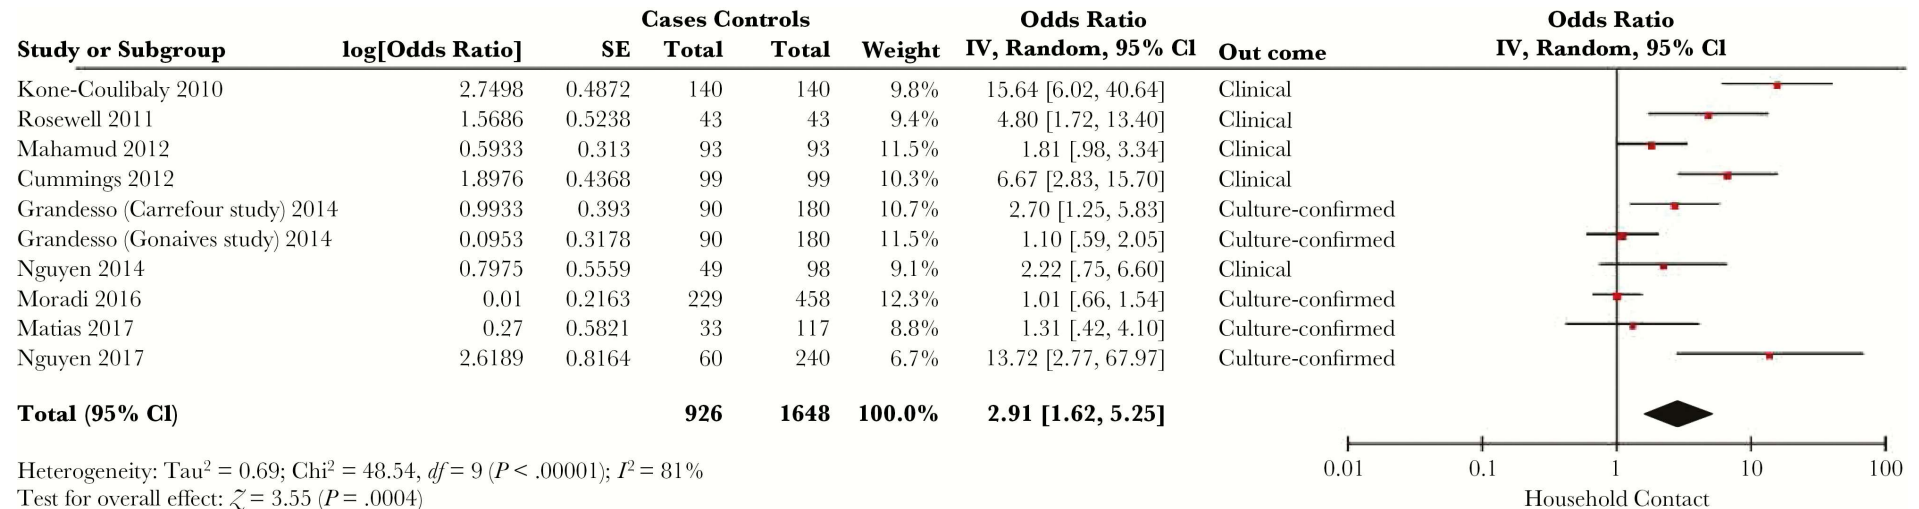 Cases Controls Odds Ratio Odds Ratio
Study or Subgroup log[Odds Ratio] SE Total Total Weight IV, Random, 95% Cl Out come IV, Random, 95% Cl
Kone-Coulibaly 2010 2.7498 0.4872 140 140 9.8% 15.64 [6.02, 40.64] Clinical
Rosewell 2011 1.5686 0.5238 43 43 9.4% 4.80 [1.72, 13.40] Clinical
Mahamud 2012 0.5933 0.313 93 93 11.5% 1.81 [.98, 3.34] Clinical
Cummings 2012 1.8976 0.4368 99 99 10.3% 6.67 [2.83, 15.70] Clinical
Grandesso (Carrefour study) 2014 0.9933 0.393 90 180 10.7% 2.70 [1.25, 5.83] Culture-confirmed
Grandesso (Gonaives study) 2014 0.0953 0.3178 90 180 11.5% 1.10 [.59, 2.05] Culture-confirmed
Nguyen 2014 0.7975 0.5559 49 98 9.1% 2.22 [.75, 6.60] Clinical
Moradi 2016 0.01 0.2163 229 458 12.3% 1.01 [.66, 1.54] Culture-confirmed
Matias 2017 0.27 0.5821 33 117 8.8% 1.31 [.42, 4.10] Culture-confirmed
Nguyen 2017 2.6189 0.8164 60 240 6.7% 13.72 [2.77, 67.97] Culture-confirmed
Total (95% Cl) 926 1648 100.0% 2.91 [1.62, 5.25]
Heterogeneity: Tau² = 0.69; Chi² = 48.54, df = 9 (P < .00001); I² = 81%
Test for overall effect: Z = 3.55 (P = .0004)
0.01 0.1 1 10 100
Household Contact